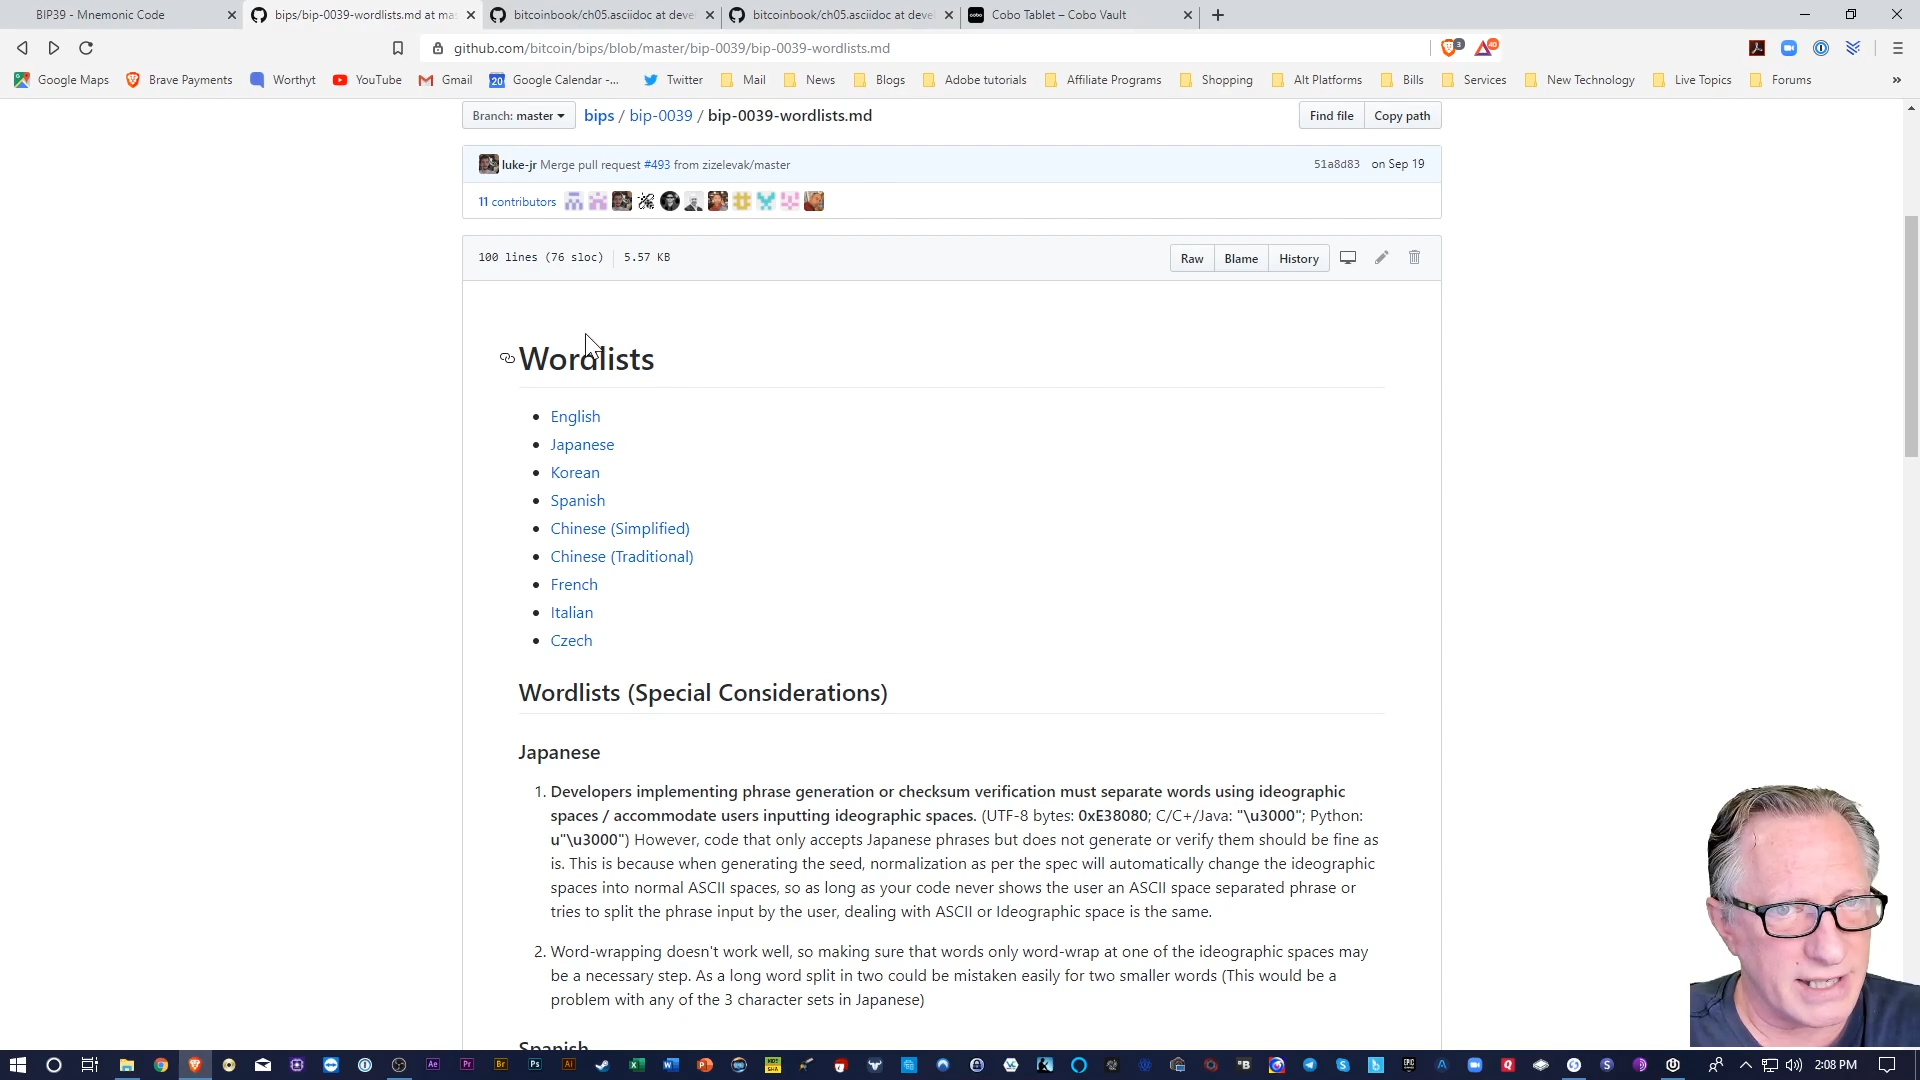 BIP39 - Mnemonic Code
bips/bip-0039-wordlists.md at mas
bitcoinbook/ch05.asciidoc at deve
bitcoinbook/ch05.asciidoc at deve
Cobo Tablet – Cobo Vault
github.com/bitcoin/bips/blob/master/bip-0039/bip-0039-wordlists.md
Google Maps
Brave Payments
Worthyt
YouTube
Gmail
Google Calendar -...
Twitter
Mail
News
Blogs
Adobe tutorials
Affiliate Programs
Shopping
Alt Platforms
Bills
Services
New Technology
Live Topics
Forums
Branch: master
bips / bip-0039 / bip-0039-wordlists.md
Find file
Copy path
luke-jr Merge pull request #493 from zizelevak/master
51a8d83 on Sep 19
11 contributors
100 lines (76 sloc)
5.57 KB
Raw
Blame
History
Wordlists
• English
• Japanese
• Korean
• Spanish
• Chinese (Simplified)
• Chinese (Traditional)
• French
• Italian
• Czech
Wordlists (Special Considerations)
Japanese
1. Developers implementing phrase generation or checksum verification must separate words using ideographic
spaces / accommodate users inputting ideographic spaces. (UTF-8 bytes: 0xE38080; C/C+/Java: "\u3000"; Python:
u"\u3000") However, code that only accepts Japanese phrases but does not generate or verify them should be fine as
is. This is because when generating the seed, normalization as per the spec will automatically change the ideographic
spaces into normal ASCII spaces, so as long as your code never shows the user an ASCII space separated phrase or
tries to split the phrase input by the user, dealing with ASCII or Ideographic space is the same.
2. Word-wrapping doesn't work well, so making sure that words only word-wrap at one of the ideographic spaces may
be a necessary step. As a long word split in two could be mistaken easily for two smaller words (This would be a
problem with any of the 3 character sets in Japanese)
Spanish
2:08 PM